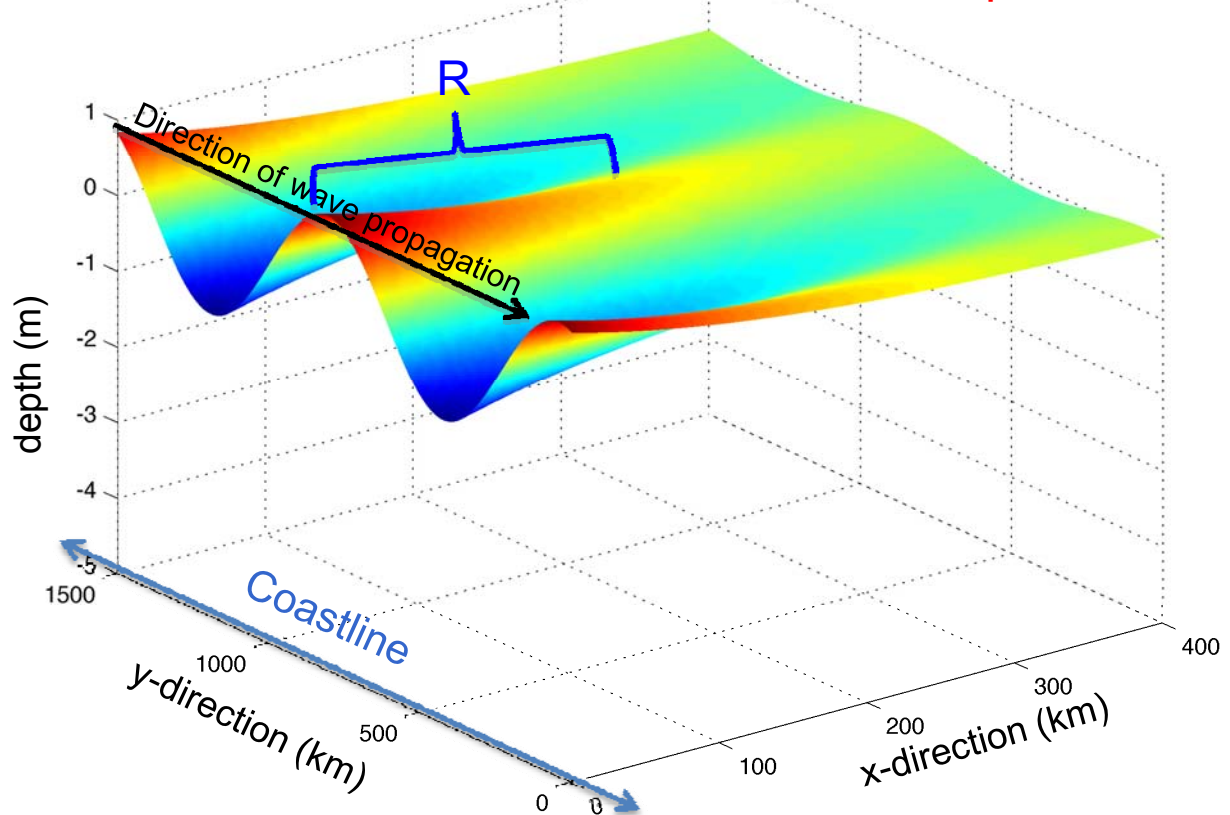 R
Direction of wave propagation
1
0
-1
-2
-3
-4
-5
depth (m)
1500
1000
500
0
Coastline
y-direction (km)
0
100
200
300
400
x-direction (km)